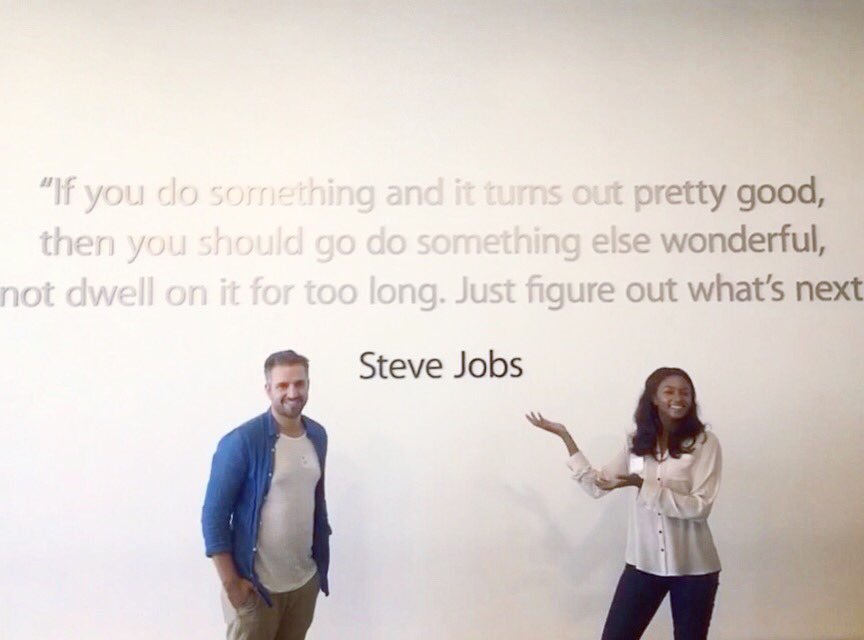 “If you do something and it turns out pretty good,
then you should go do something else wonderful,
not dwell on it for too long. Just figure out what’s next
Steve Jobs